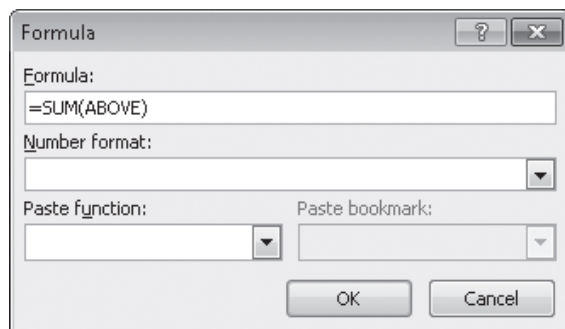 Formula
Formula:
=SUM(ABOVE)
Number format:
Paste function: Paste bookmark:
OK Cancel